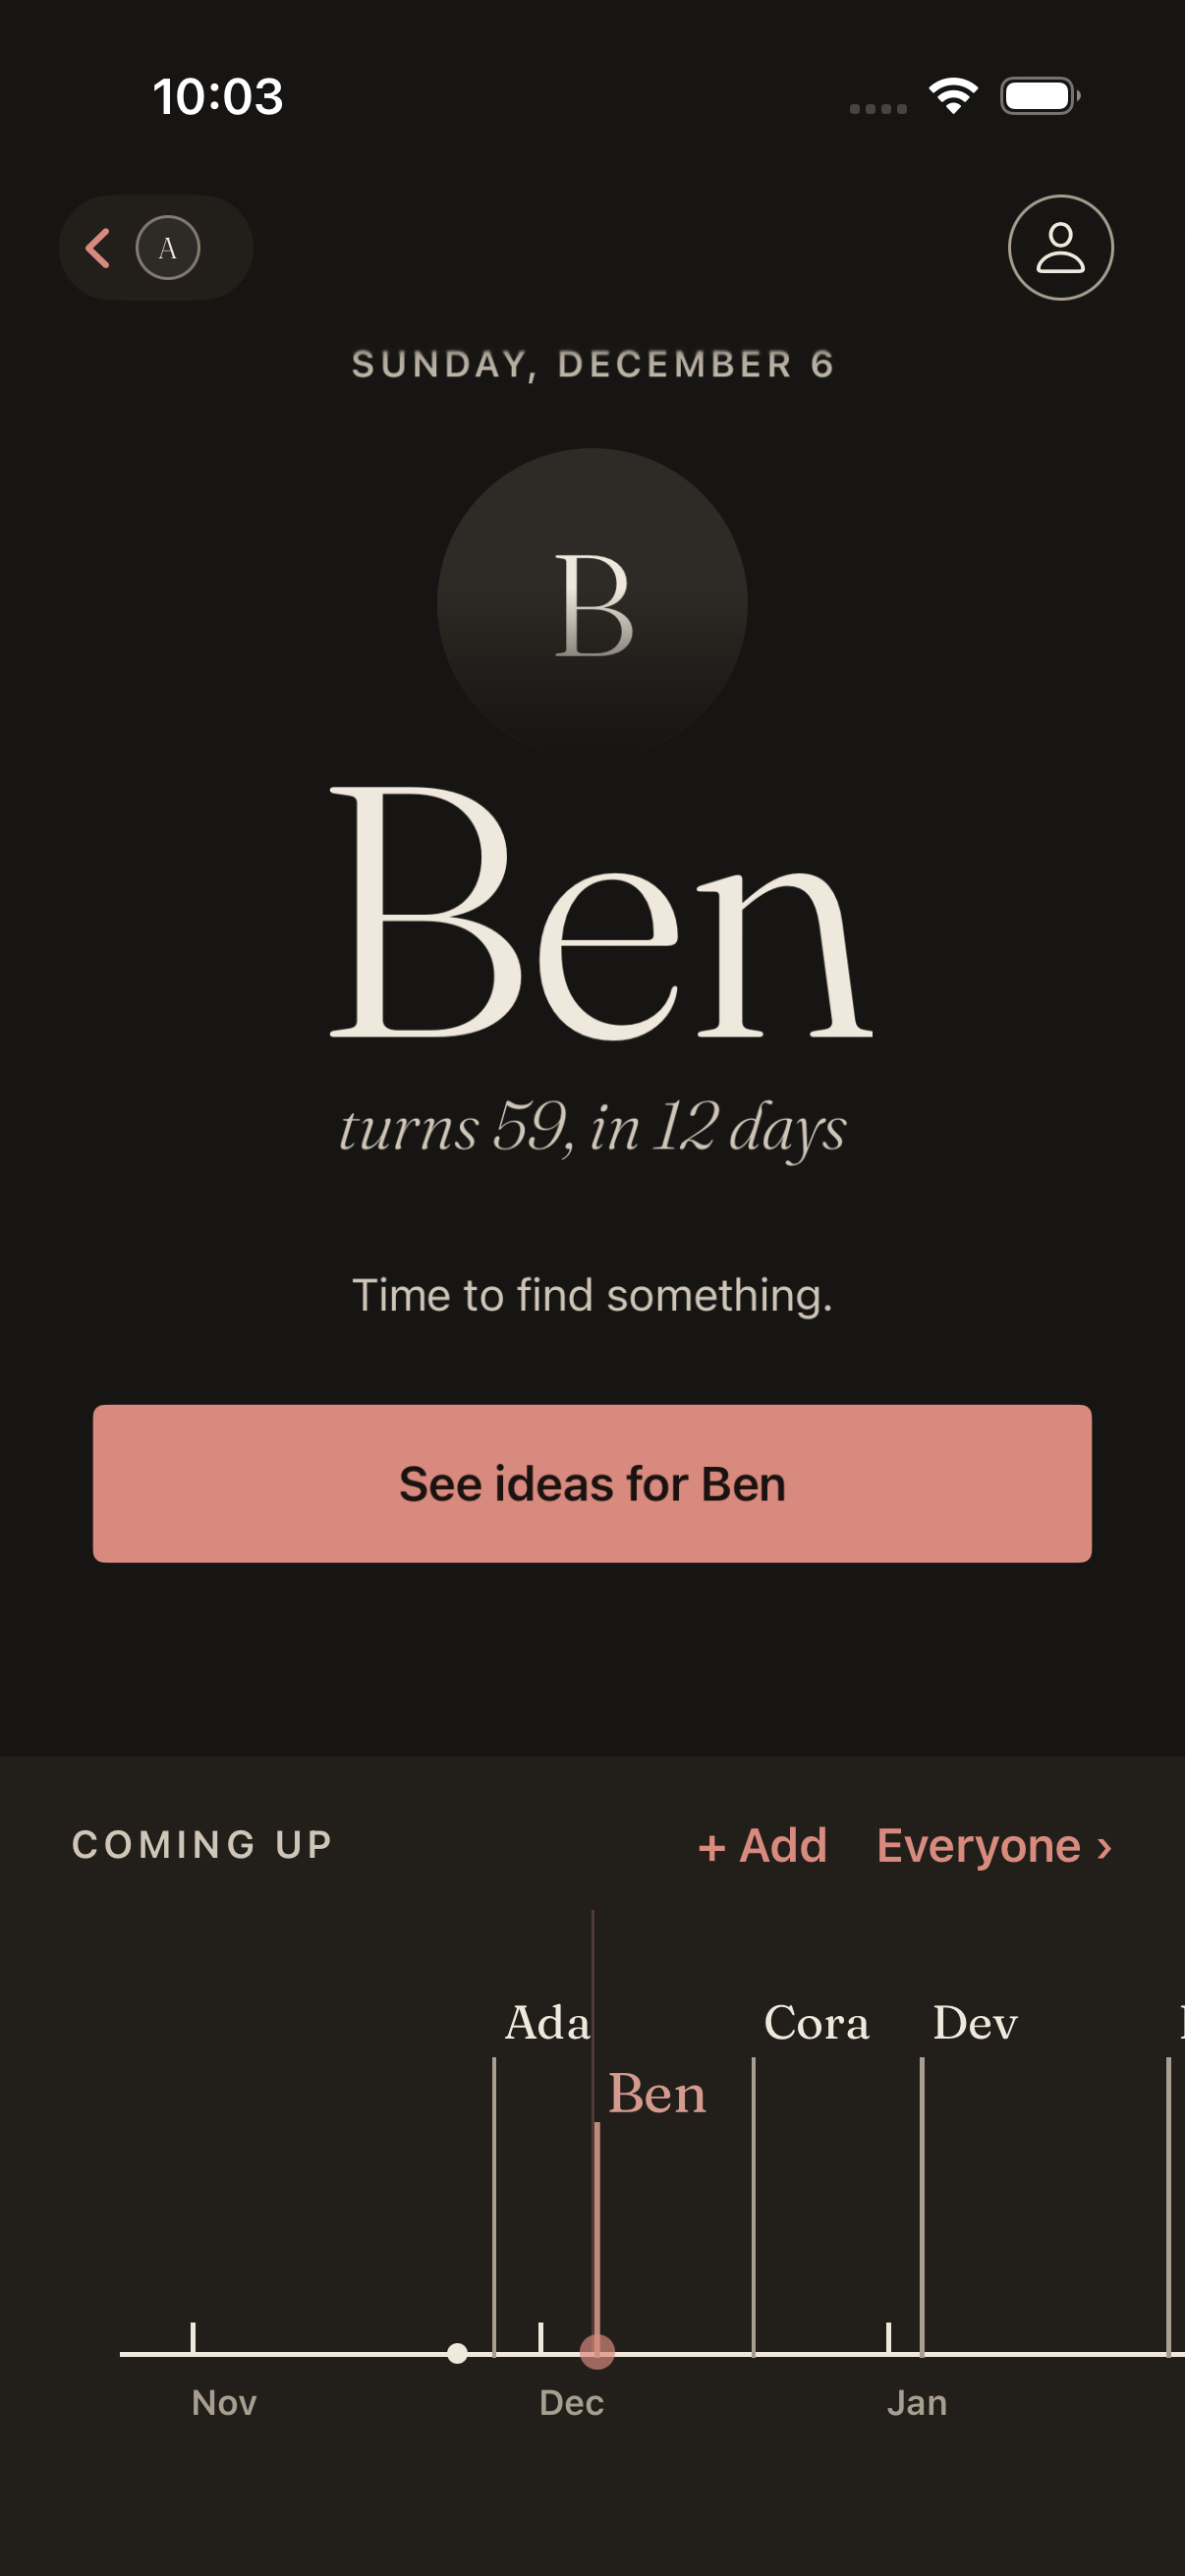 10:03
A
SUNDAY, DECEMBER 6
B
Ben
turns 59, in 12 days
Time to find something.
See ideas for Ben
COMING UP
+ Add
Everyone ›
Ada
Cora
Dev
Ben
Nov
Dec
Jan